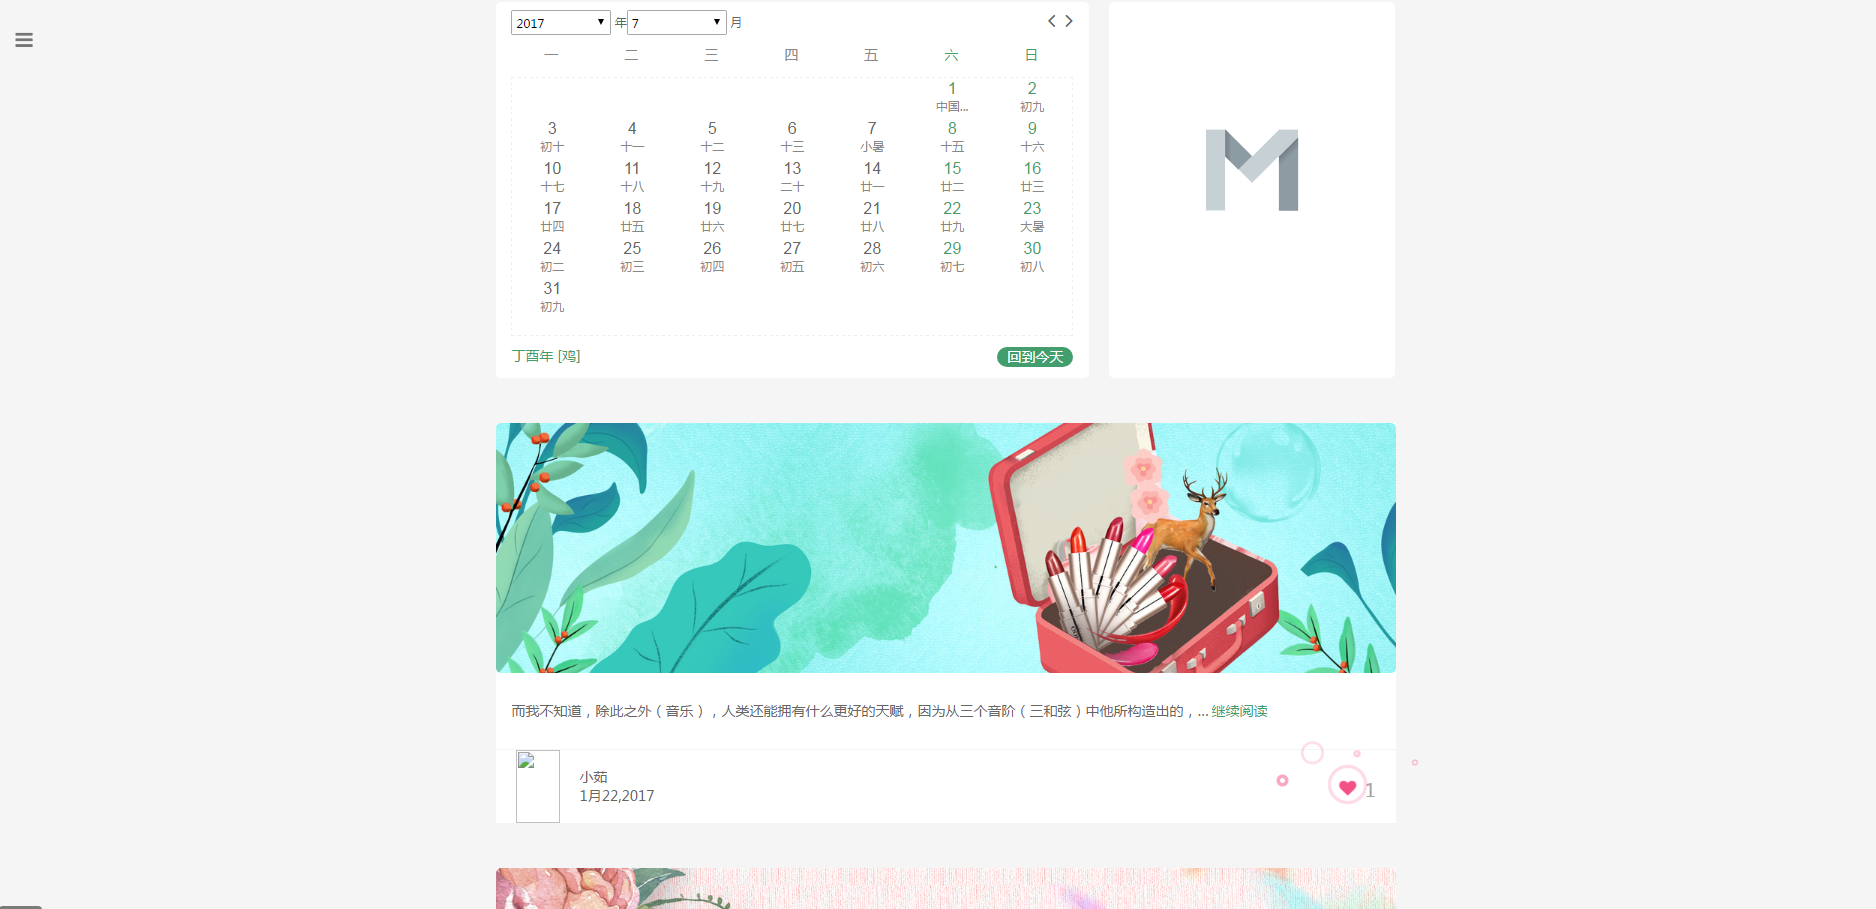 2017 年 7 月
一 二 三 四 五 六 日
1 2
中国... 初九
3 4 5 6 7 8 9
初十 十一 十二 十三 小暑 十五 十六
10 11 12 13 14 15 16
十七 十八 十九 二十 廿一 廿二 廿三
17 18 19 20 21 22 23
廿四 廿五 廿六 廿七 廿八 廿九 大暑
24 25 26 27 28 29 30
初二 初三 初四 初五 初六 初七 初八
31
初九
丁酉年 [鸡] 回到今天
M
而我不知道，除此之外（音乐），人类还能拥有什么更好的天赋，因为从三个音阶（三和弦）中他所构造出的，... 继续阅读
小茹
1月22,2017
1